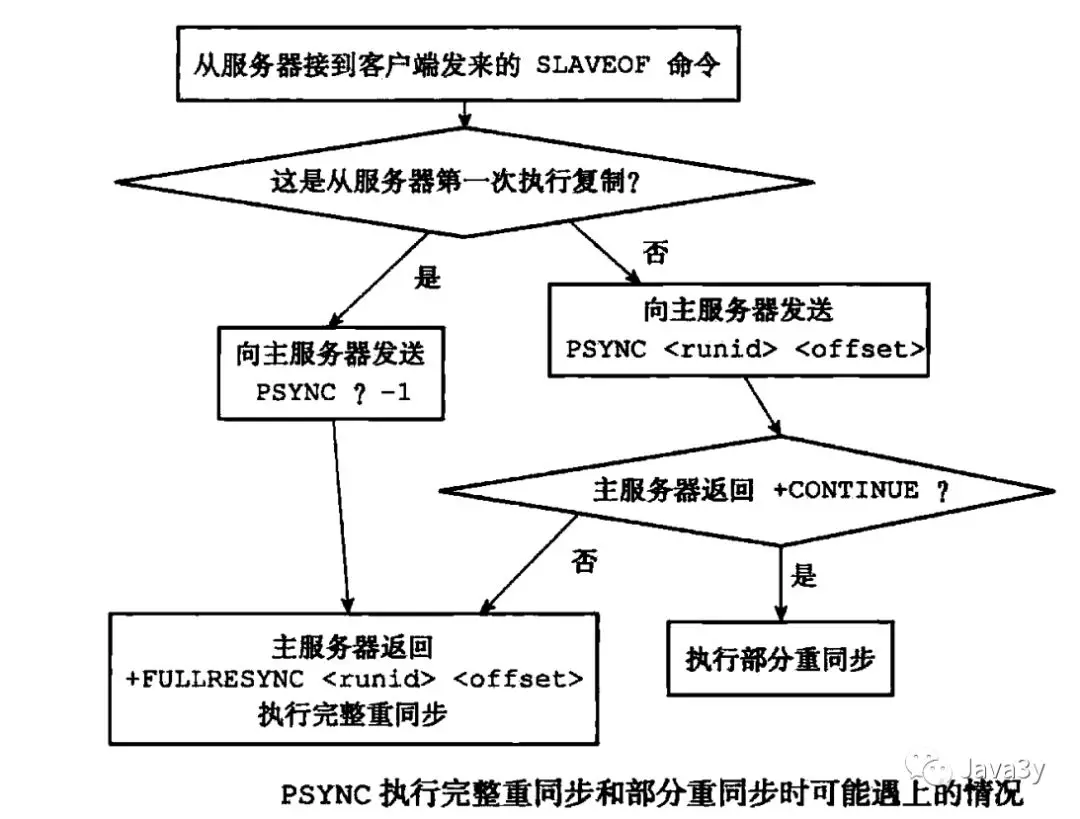 从服务器接到客户端发来的 SLAVEOF 命令
这是从服务器第一次执行复制?
是
否
向主服务器发送
PSYNC ? -1
向主服务器发送
PSYNC <runid> <offset>
主服务器返回 +CONTINUE ?
否
是
主服务器返回
+FULLRESYNC <runid> <offset>
执行完整重同步
执行部分重同步
Java3y
PSYNC 执行完整重同步和部分重同步时可能遇上的情况